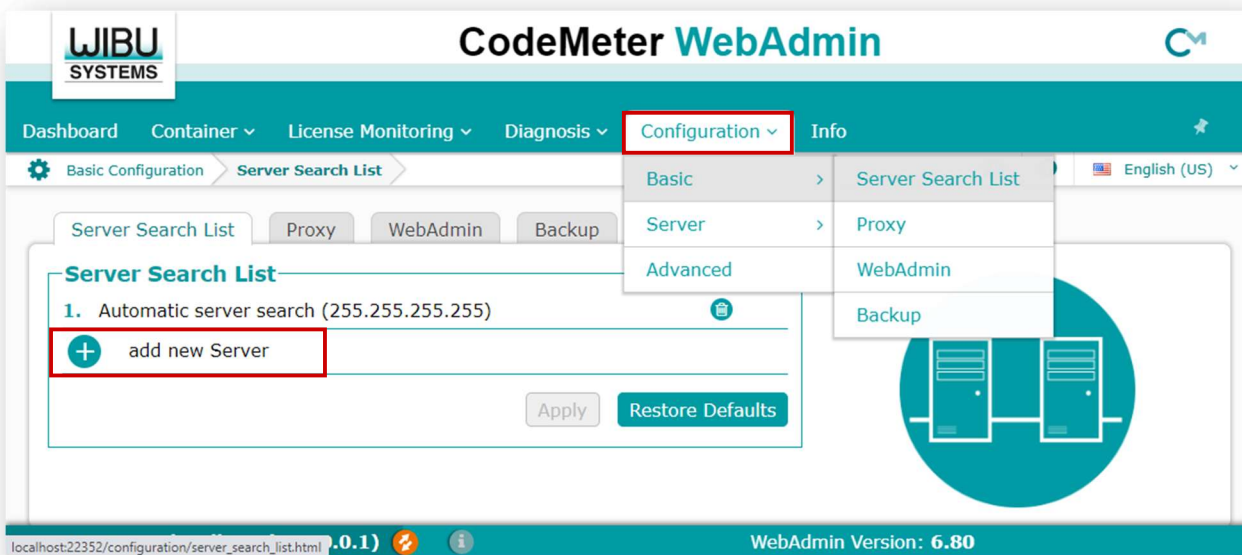 WIBU
SYSTEMS
CodeMeter WebAdmin
Dashboard Container License Monitoring Diagnosis Configuration Info
Basic Configuration Server Search List
English (US)
Basic
Server
Advanced
Server Search List
Proxy
WebAdmin
Backup
Server Search List Proxy WebAdmin Backup
Server Search List
1. Automatic server search (255.255.255.255)
add new Server
Apply Restore Defaults
.0.1)
WebAdmin Version: 6.80
localhost:22352/configuration/server_search_list.html